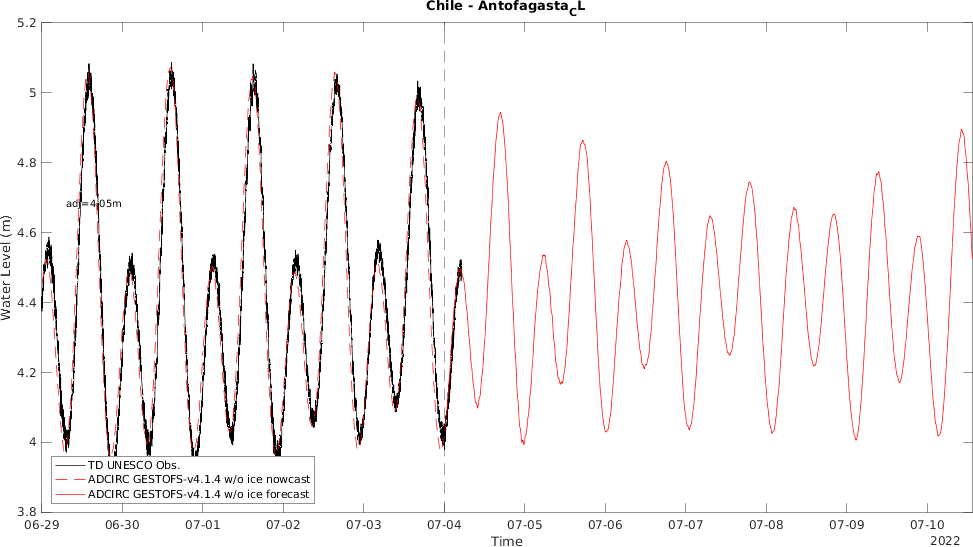 Chile - Antofagasta_CL
5.2
5
4.8
4.6
4.4
4.2
4
3.8
Water Level (m)
adj=4.05m
TD UNESCO Obs.
ADCIRC GESTOFS-v4.1.4 w/o ice nowcast
ADCIRC GESTOFS-v4.1.4 w/o ice forecast
06-29 06-30 07-01 07-02 07-03 07-04 07-05 07-06 07-07 07-08 07-09 07-10
Time
2022